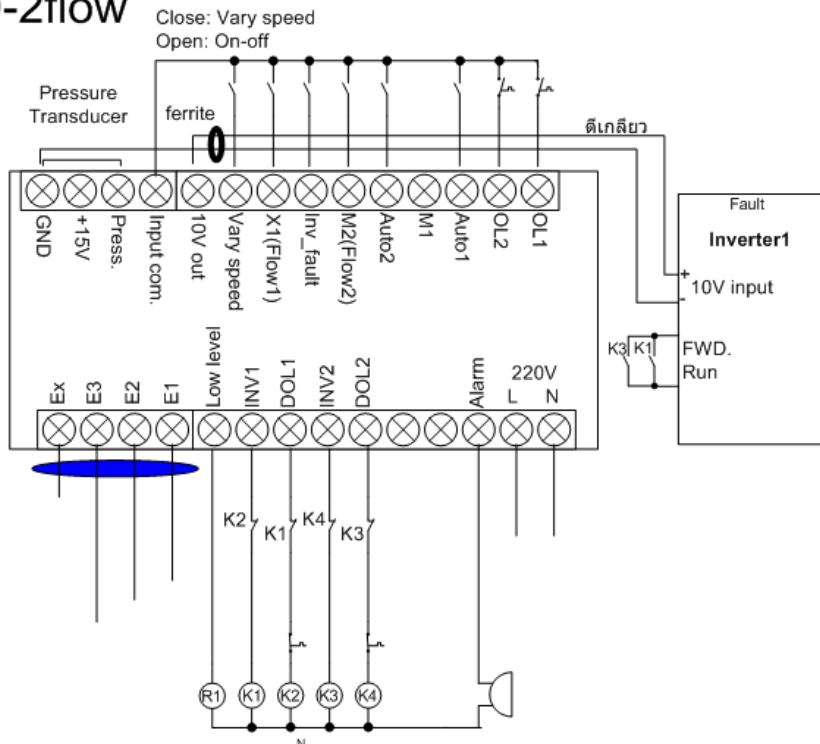 -2flow
Close: Vary speed
Open: On-off
Pressure
Transducer
ferrite
ตีเกลียว
GND
+15V
Press.
Input com.
10V out
Vary speed
X1(Flow1)
Inv_fault
M2(Flow2)
Auto2
M1
Auto1
OL2
OL1
Fault
Inverter1
+
10V input
-
K3
K1
FWD.
Run
Ex
E3
E2
E1
Low level
INV1
DOL1
INV2
DOL2
Alarm
220V
L
N
K2
K1
K4
K3
R1
K1
K2
K3
K4
N